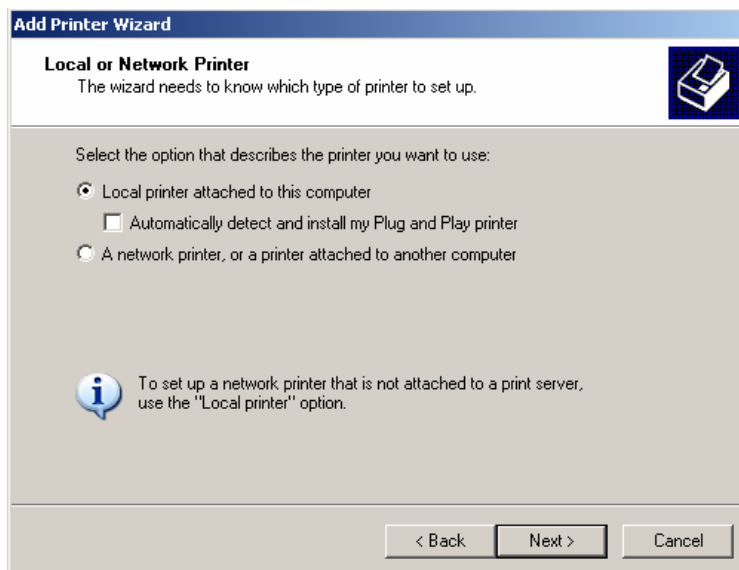 Add Printer Wizard
Local or Network Printer
The wizard needs to know which type of printer to set up.
Select the option that describes the printer you want to use:
Local printer attached to this computer
Automatically detect and install my Plug and Play printer
A network printer, or a printer attached to another computer
To set up a network printer that is not attached to a print server,
use the "Local printer" option.
< Back Next > Cancel